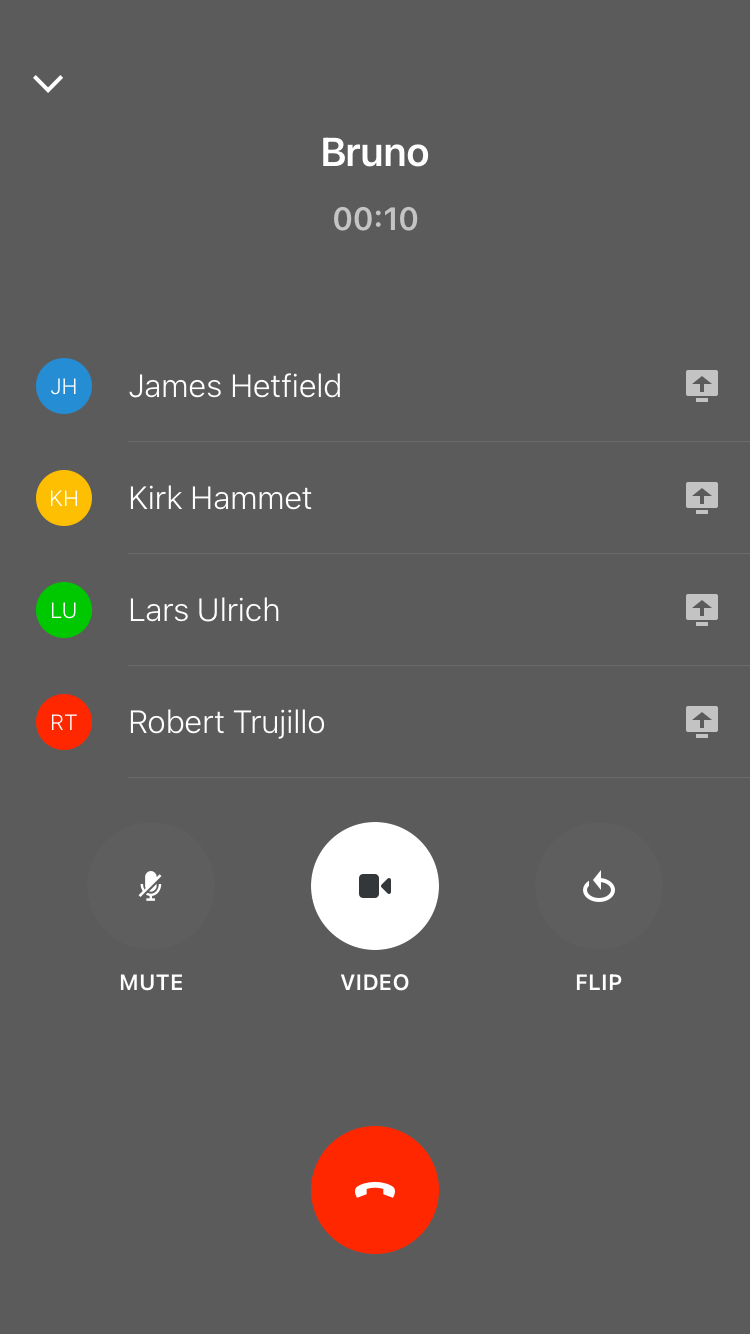 Bruno
00:10
JH James Hetfield
KH Kirk Hammet
LU Lars Ulrich
RT Robert Trujillo
MUTE VIDEO FLIP